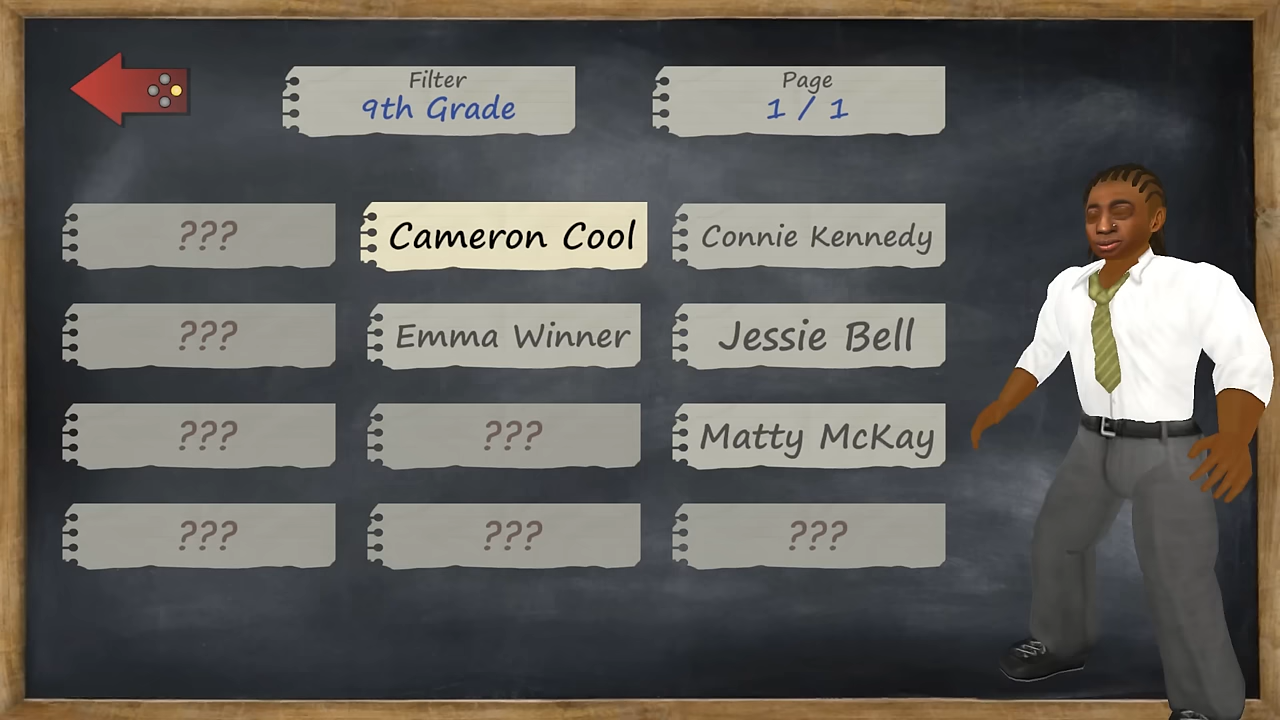 Filter
9th Grade
Page
1 / 1
???
Cameron Cool
Connie Kennedy
???
Emma Winner
Jessie Bell
???
???
Matty McKay
???
???
???